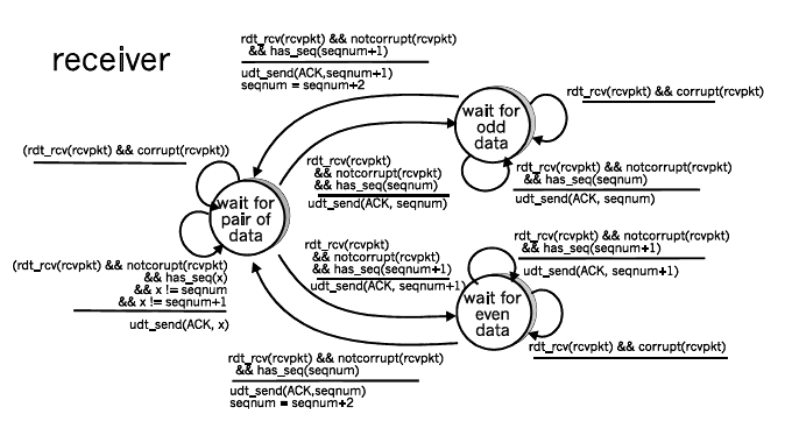 receiver
rdt_rcv(rcvpkt) && notcorrupt(rcvpkt)
&& has_seq(seqnum+1)
udt_send(ACK,seqnum+1)
seqnum = seqnum+2
wait for
odd
data
rdt_rcv(rcvpkt) && corrupt(rcvpkt)
(rdt_rcv(rcvpkt) && corrupt(rcvpkt))
rdt_rcv(rcvpkt)
&& notcorrupt(rcvpkt)
&& has_seq(seqnum)
udt_send(ACK, seqnum)
rdt_rcv(rcvpkt) && notcorrupt(rcvpkt)
&& has_seq(seqnum)
udt_send(ACK, seqnum)
wait for
pair of
data
(rdt_rcv(rcvpkt) && notcorupt(rcvpkt)
&& has_seq(x)
&& x != seqnum
&& x != seqnum+1
udt_send(ACK, x)
rdt_rcv(rcvpkt)
&& notcorrupt(rcvpkt)
&& has_seq(seqnum+1)
udt_send(ACK, seqnum+1)
rdt_rcv(rcvpkt) && notcorrupt(rcvpkt)
&& has_seq(seqnum+1)
udt_send(ACK, seqnum+1)
wait for
even
data
rdt_rcv(rcvpkt) && corrupt(rcvpkt)
rdt_rcv(rcvpkt) && notcorrupt(rcvpkt)
&& has_seq(seqnum)
udt_send(ACK,seqnum)
seqnum = seqnum+2